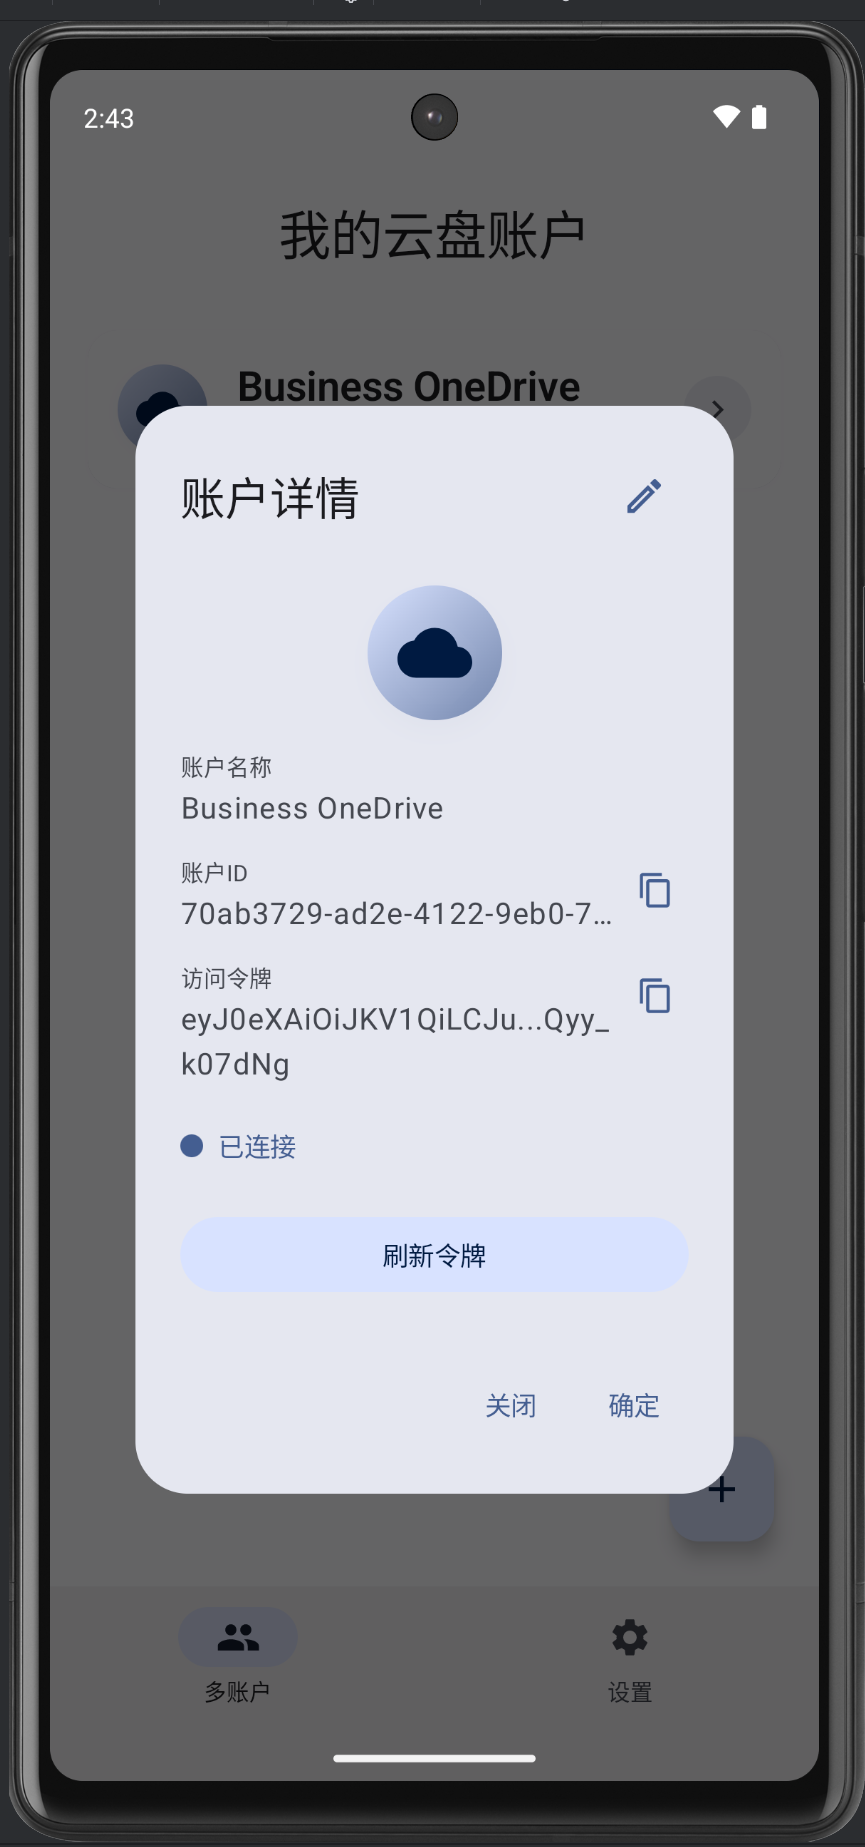 2:43
我的云盘账户
Business OneDrive
账户详情
账户名称
Business OneDrive
账户ID
70ab3729-ad2e-4122-9eb0-7...
访问令牌
eyJ0eXAiOiJKV1QiLCJu...Qyy_
k07dNg
已连接
刷新令牌
关闭
确定
多账户
设置